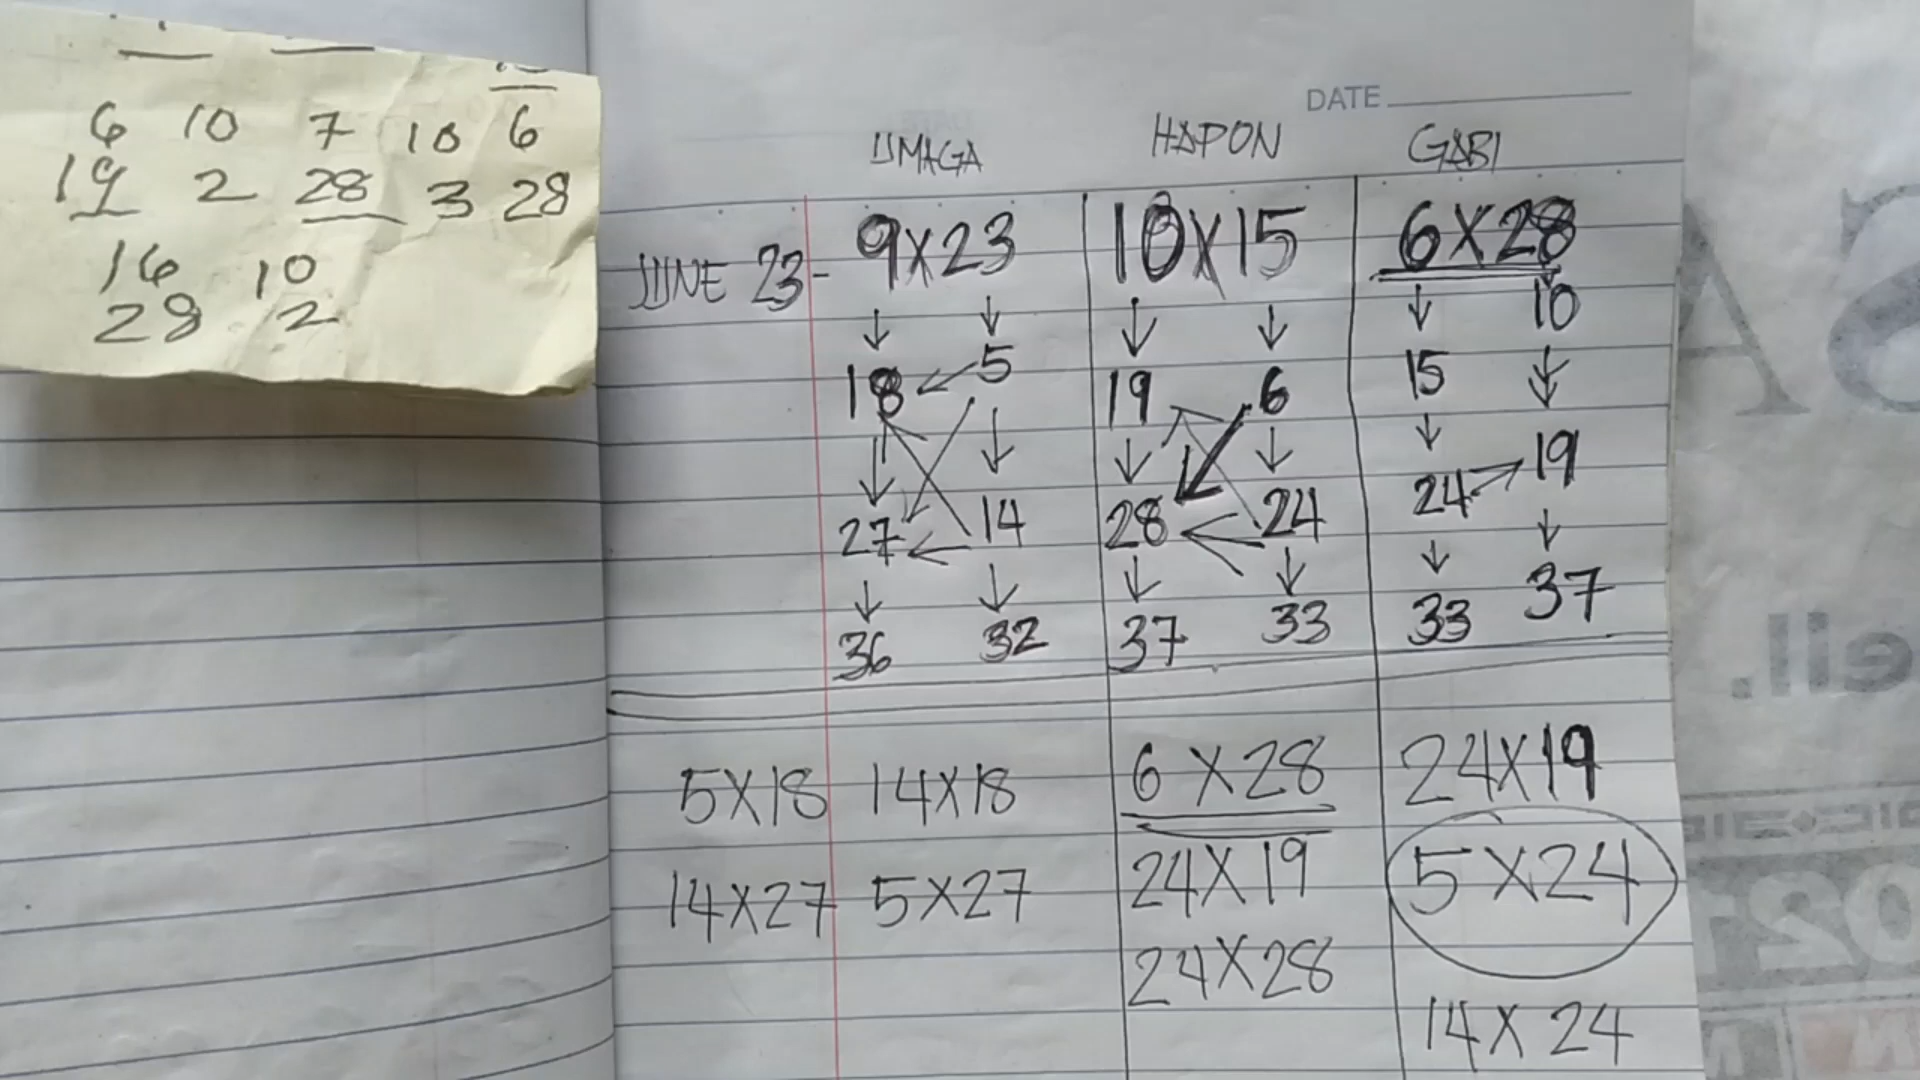 6 10 7 10 6
19 2 28 3 28
16 10
28 2
DATE
UMAGA HAPON GABI
JUNE 23- 9X23 10X15 6X28
10
18 5 19 6 15
27 14 28 24 24 19
36 32 37 33 33 37
5X18 14X18 6X28 24X19
14X27 5X27 24X19 5X24
24X28
14X24